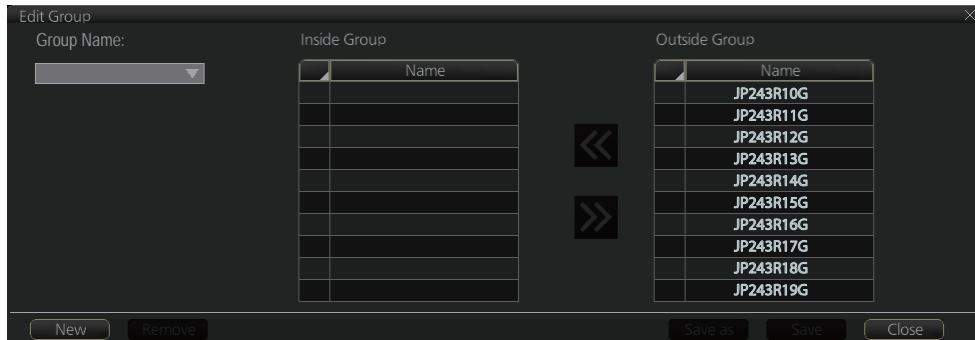 Edit Group
Group Name:
Inside Group
Name
Outside Group
Name
JP243R10G
JP243R11G
JP243R12G
JP243R13G
JP243R14G
JP243R15G
JP243R16G
JP243R17G
JP243R18G
JP243R19G
New
Remove
Save as
Save
Close